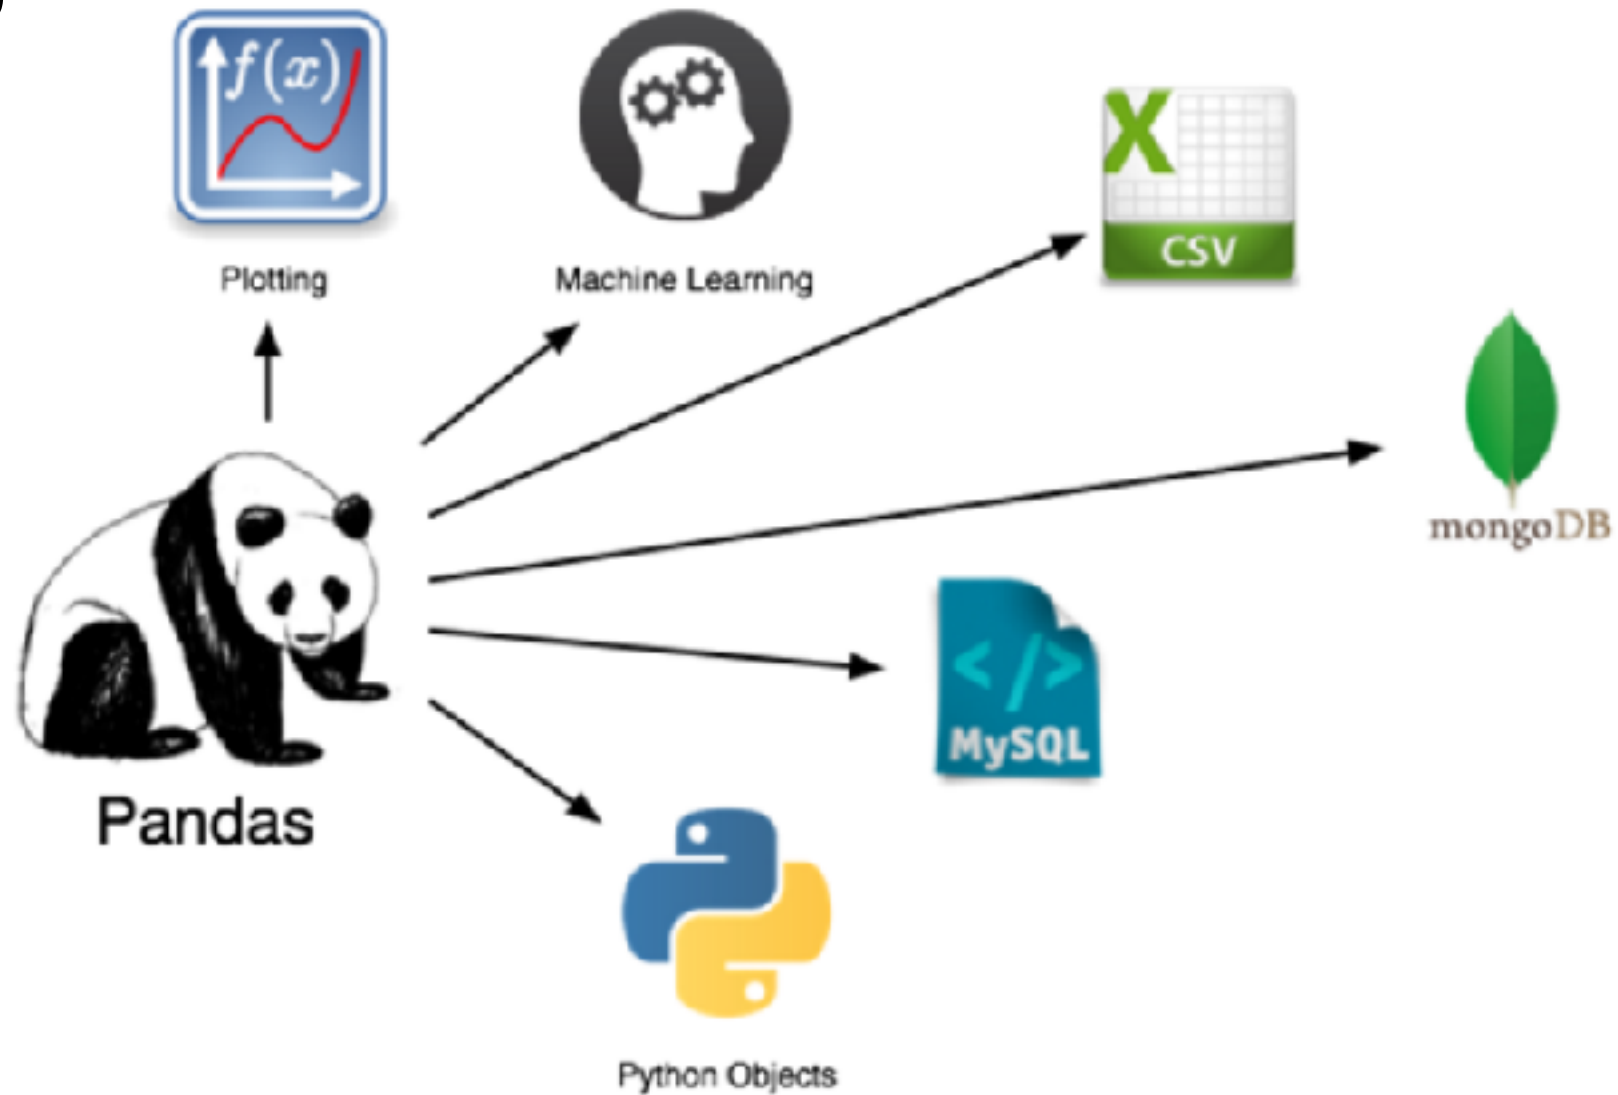 f(x)
Plotting
Machine Learning
X
CSV
mongoDB
</>
MySQL
Pandas
Python Objects